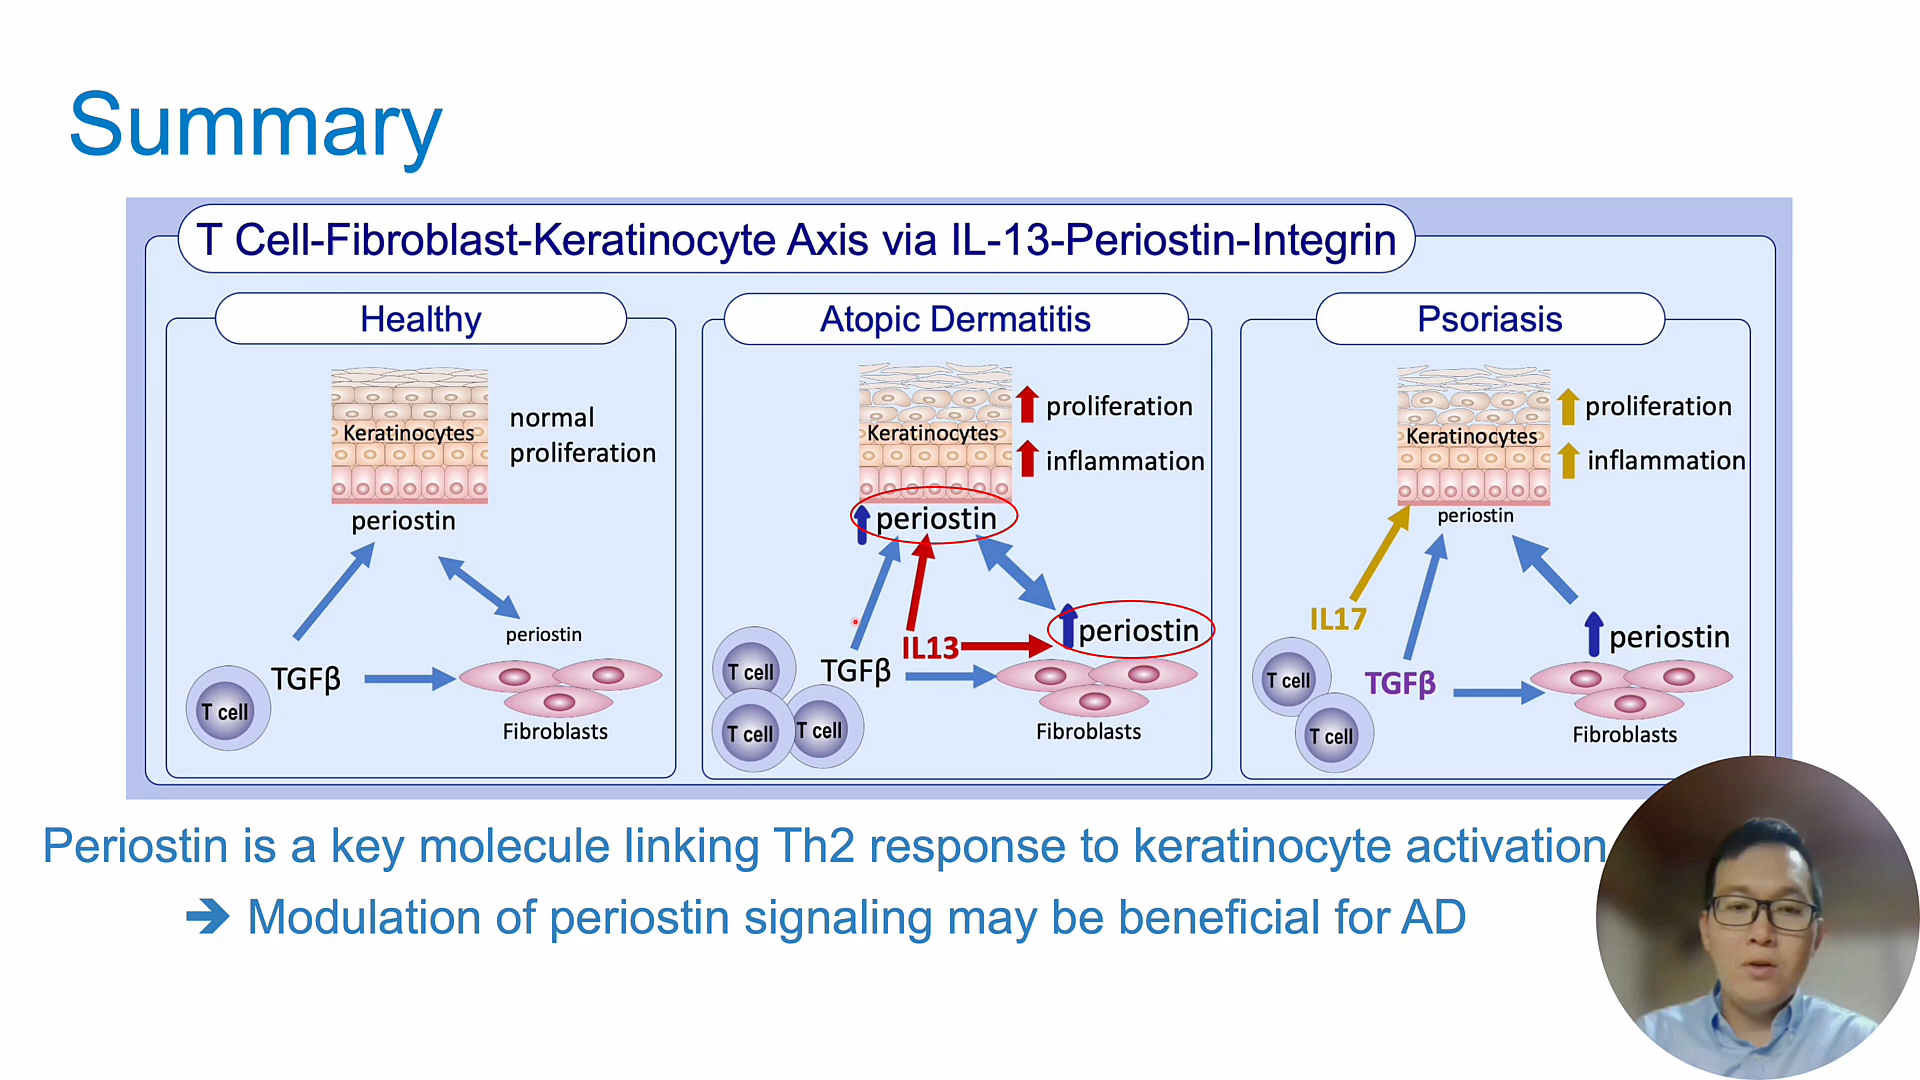 Summary
T Cell-Fibroblast-Keratinocyte Axis via IL-13-Periostin-Integrin
Healthy
Keratinocytes
normal
proliferation
periostin
periostin
TGFβ
T cell
Fibroblasts
Atopic Dermatitis
proliferation
Keratinocytes
inflammation
periostin
periostin
IL13
TGFβ
T cell
T cell
T cell
Fibroblasts
Psoriasis
proliferation
Keratinocytes
inflammation
periostin
IL17
periostin
TGFβ
T cell
T cell
Fibroblasts
Periostin is a key molecule linking Th2 response to keratinocyte activation
➔ Modulation of periostin signaling may be beneficial for AD